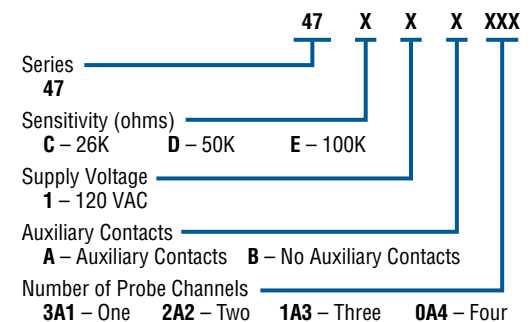 47 X X X XXX
Series
47
Sensitivity (ohms)
C – 26K D – 50K E – 100K
Supply Voltage
1 – 120 VAC
Auxiliary Contacts
A – Auxiliary Contacts B – No Auxiliary Contacts
Number of Probe Channels
3A1 – One 2A2 – Two 1A3 – Three 0A4 – Four